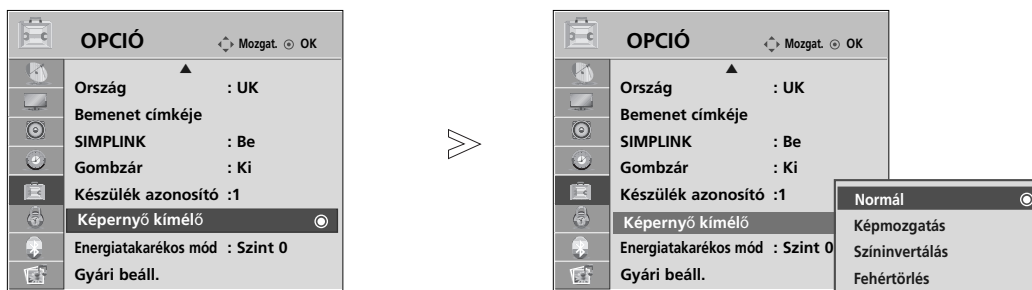 OPCIÓ Mozgat. OK
Ország : UK
Bemenet címkéje
SIMPLINK : Be
Gombzár : Ki
Készülék azonosító :1
Képernyő kímélő
Energiatakarékos mód : Szint 0
Gyári beáll.
OPCIÓ Mozgat. OK
Ország : UK
Bemenet címkéje
SIMPLINK : Be
Gombzár : Ki
Készülék azonosító :1
Képernyő kímélő
Energiatakarékos mód : Szint 0
Gyári beáll.
Normál
Képmozgatás
Színinvertálás
Fehértörlés